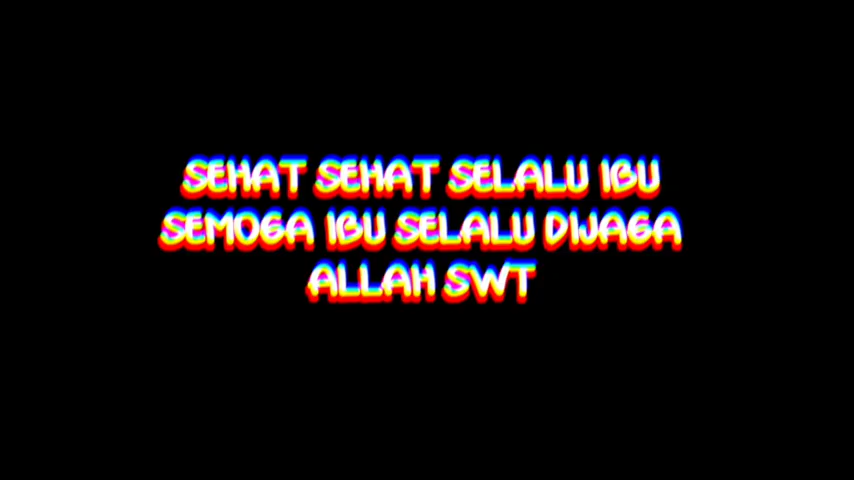 SEHAT SEHAT SELALU IBU
SEMOGA IBU SELALU DIJAGA
ALLAH SWT